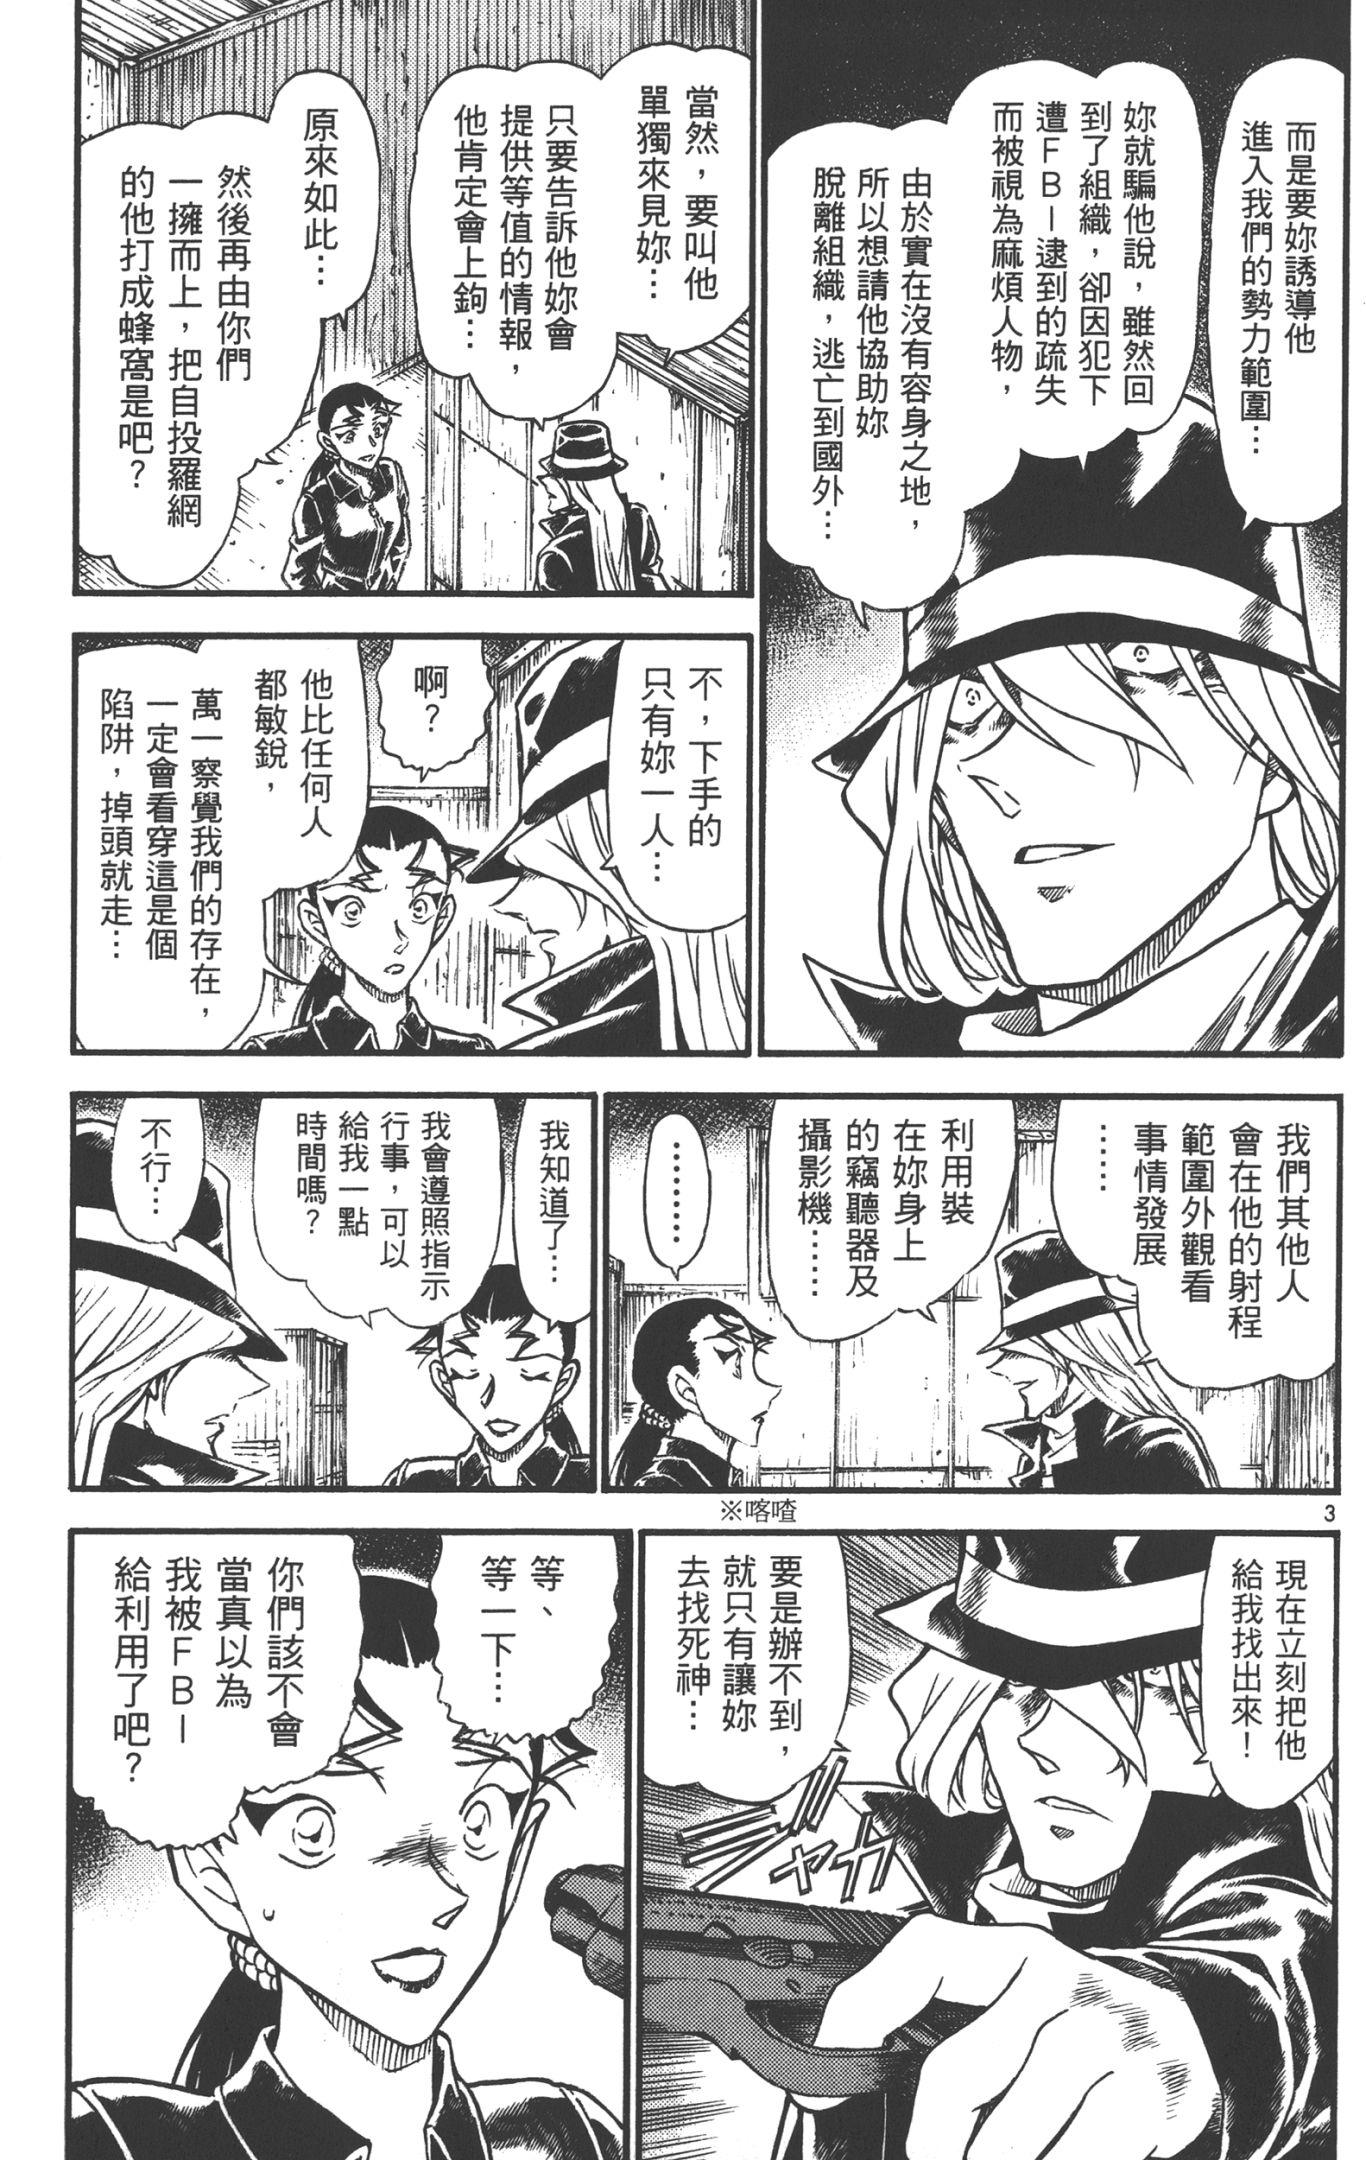 而是要妳誘導他
進入我們的勢力範圍…
妳就騙他說，雖然回
到了組織，卻因犯下
遭FBI逮到的疏失
而被視為麻煩人物，
由於實在沒有容身之地，
所以想請他協助妳
脫離組織，逃亡到國外…
當然，要叫他
單獨來見妳…
只要告訴他妳會
提供等值的情報，
他肯定會上鉤…
原來如此…
然後再由你們
一擁而上，把自投羅網
的他打成蜂窩是吧？
不，下手的
只有妳一人…
啊？
他比任何人
都敏銳，
萬一察覺我們的存在，
一定會看穿這是個
陷阱，掉頭就走…
我們其他人
會在他的射程
範圍外觀看
事情發展
……
利用裝
在妳身上
的竊聽器及
攝影機……
………
我知道了…
我會遵照指示
行事，可以
給我一點
時間嗎？
不行…
※喀喳
3
現在立刻把他
給我找出來！
要是辦不到，
就只有讓妳
去找死神…
ガャ
等、
等一下…
你們該不會
當真以為
我被FBI
給利用了吧？